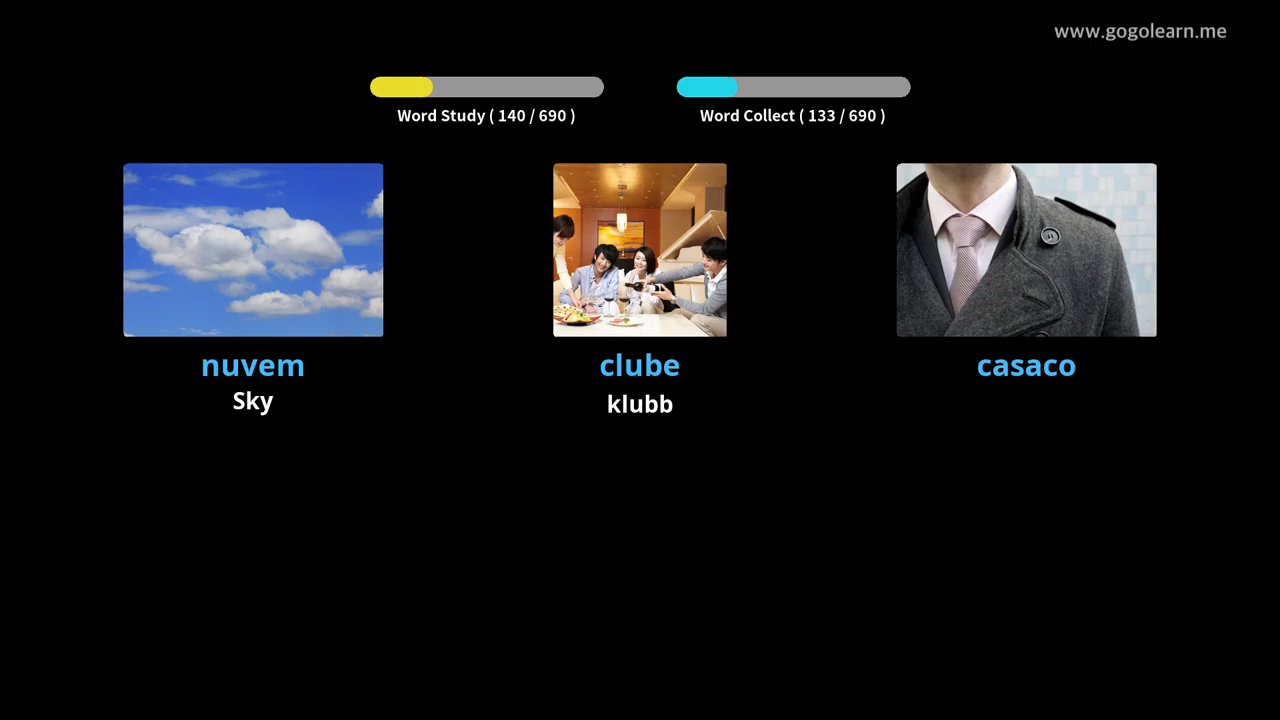 www.gogolearn.me
Word Study ( 140 / 690 )
Word Collect ( 133 / 690 )
nuvem
Sky
clube
klubb
casaco